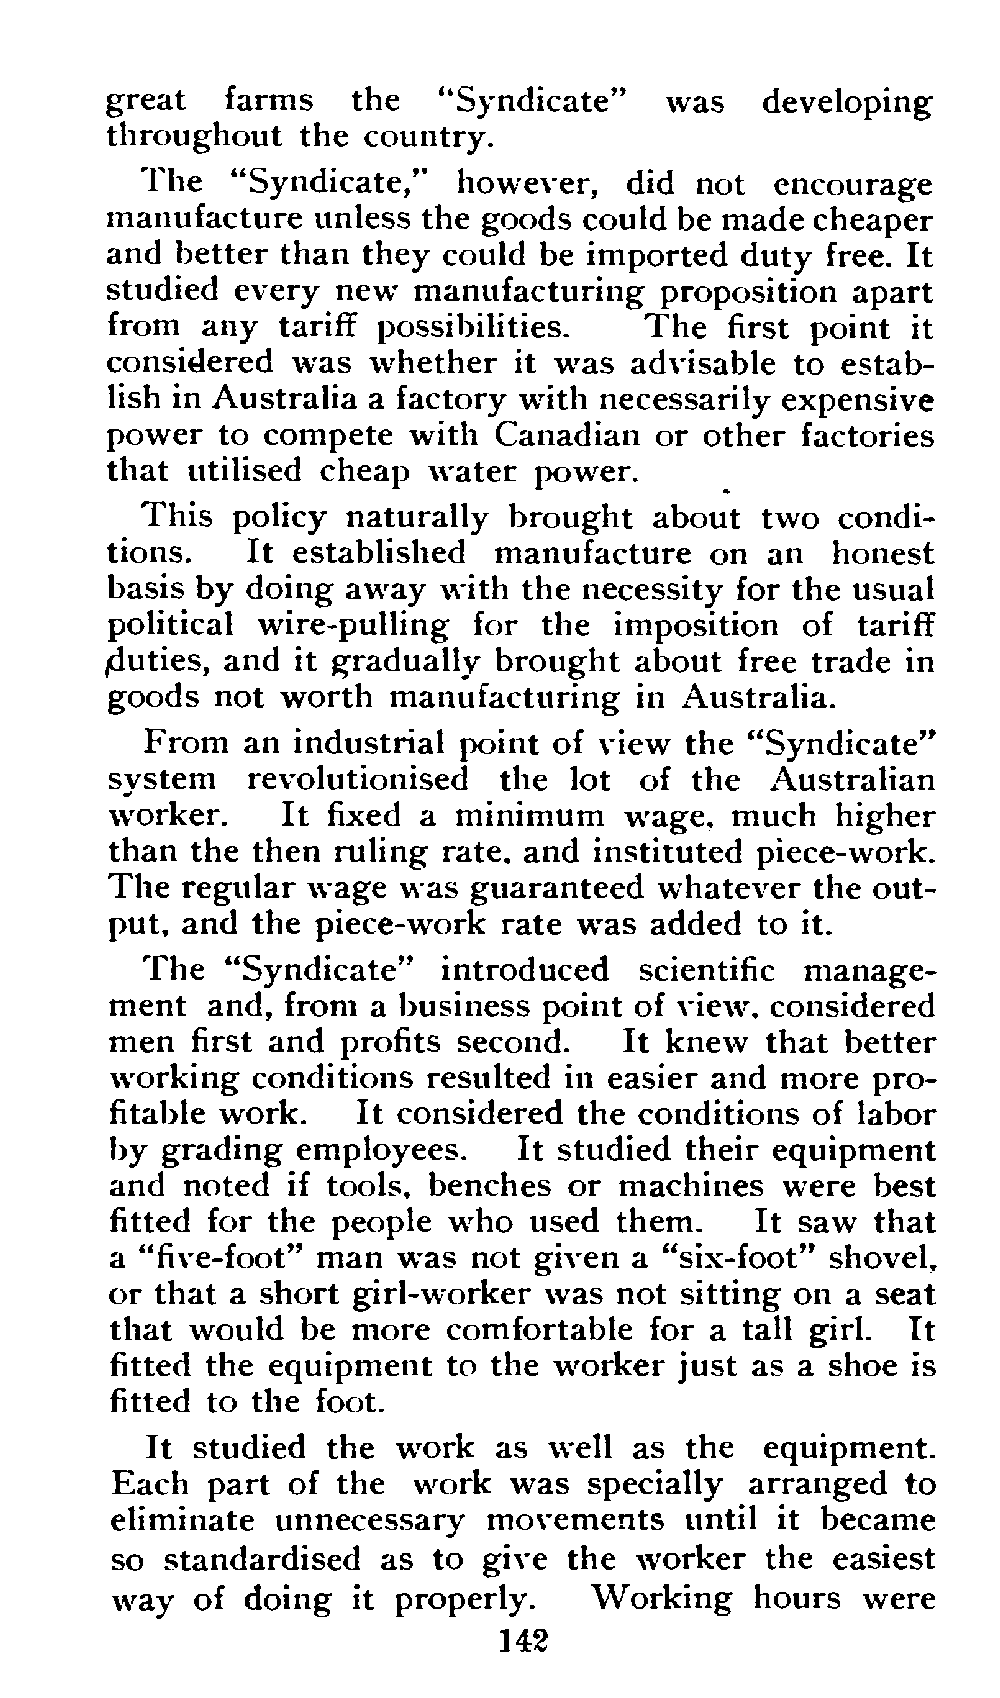 great farms the “Syndicate” was developing
throughout the country.
The “Syndicate,” however, did not encourage
manufacture unless the goods could be made cheaper
and better than they could be imported duty free. It
studied every new manufacturing proposition apart
from any tariff possibilities. The first point it
considered was whether it was advisable to estab-
lish in Australia a factory with necessarily expensive
power to compete with Canadian or other factories
that utilised cheap water power.
This policy naturally brought about two condi-
tions. It established manufacture on an honest
basis by doing away with the necessity for the usual
political wire-pulling for the imposition of tariff
duties, and it gradually brought about free trade in
goods not worth manufacturing in Australia.
From an industrial point of view the “Syndicate”
system revolutionised the lot of the Australian
worker. It fixed a minimum wage, much higher
than the then ruling rate, and instituted piece-work.
The regular wage was guaranteed whatever the out-
put, and the piece-work rate was added to it.
The “Syndicate” introduced scientific manage-
ment and, from a business point of view, considered
men first and profits second. It knew that better
working conditions resulted in easier and more pro-
fitable work. It considered the conditions of labor
by grading employees. It studied their equipment
and noted if tools, benches or machines were best
fitted for the people who used them. It saw that
a “five-foot” man was not given a “six-foot” shovel,
or that a short girl-worker was not sitting on a seat
that would be more comfortable for a tall girl. It
fitted the equipment to the worker just as a shoe is
fitted to the foot.
It studied the work as well as the equipment.
Each part of the work was specially arranged to
eliminate unnecessary movements until it became
so standardised as to give the worker the easiest
way of doing it properly. Working hours were
142